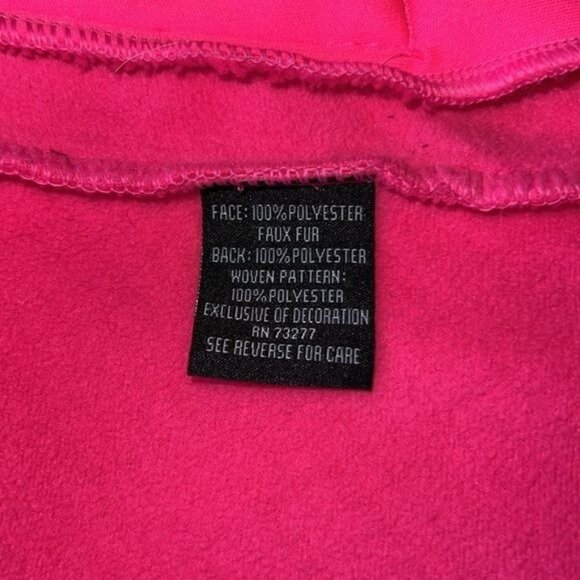 FACE: 100% POLYESTER
FAUX FUR
BACK: 100% POLYESTER
WOVEN PATTERN:
100% POLYESTER
EXCLUSIVE OF DECORATION
RN 73277
SEE REVERSE FOR CARE